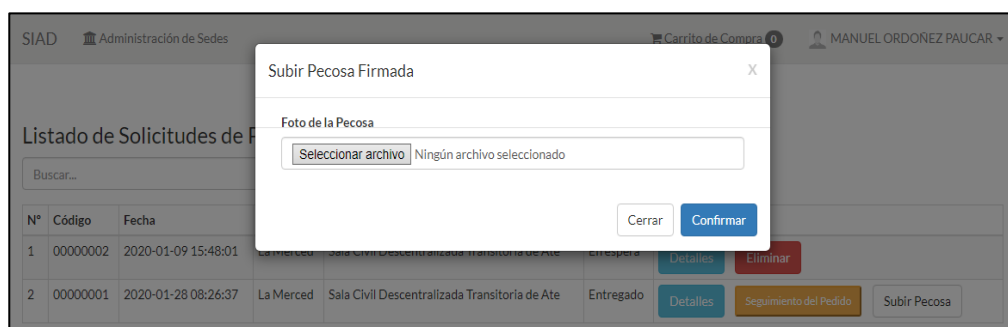 SIAD Administración de Sedes Carrito de Compra 0 MANUEL ORDOÑEZ PAUCAR
Subir Pecosa Firmada X
Foto de la Pecosa
Listado de Solicitudes de
Seleccionar archivo Ningún archivo seleccionado
Buscar...
Cerrar Confirmar
N° Código Fecha
1 00000002 2020-01-09 15:48:01 La Merced Sala Civil Descentralizada Transitoria de Ate En espera Detalles Eliminar
2 00000001 2020-01-28 08:26:37 La Merced Sala Civil Descentralizada Transitoria de Ate Entregado Detalles Seguimiento del Pedido Subir Pecosa